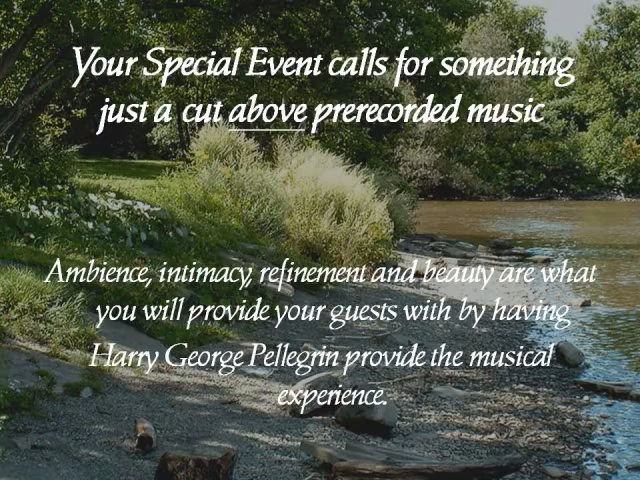 Your Special Event calls for something
just a cut above prerecorded music
Ambience, intimacy, refinement and beauty are what
you will provide your guests with by having
Harry George Pellegrin provide the musical
experience.